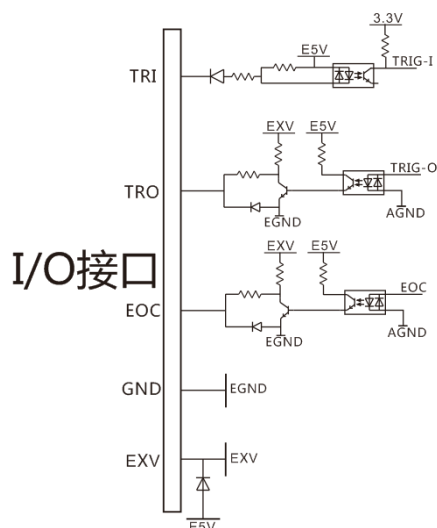 3.3V
E5V
TRI
TRIG-I
EXV E5V
TRIG-O
TRO
EGND
AGND
I/O接口
EXV E5V
EOC
EOC
EGND
AGND
GND
EGND
EXV
EXV
E5V